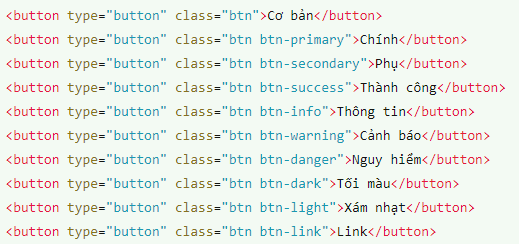 <button type="button" class="btn">Cơ bản</button>
<button type="button" class="btn btn-primary">Chính</button>
<button type="button" class="btn btn-secondary">Phụ</button>
<button type="button" class="btn btn-success">Thành công</button>
<button type="button" class="btn btn-info">Thông tin</button>
<button type="button" class="btn btn-warning">Cảnh báo</button>
<button type="button" class="btn btn-danger">Nguy hiểm</button>
<button type="button" class="btn btn-dark">Tối màu</button>
<button type="button" class="btn btn-light">Xám nhạt</button>
<button type="button" class="btn btn-link">Link</button>